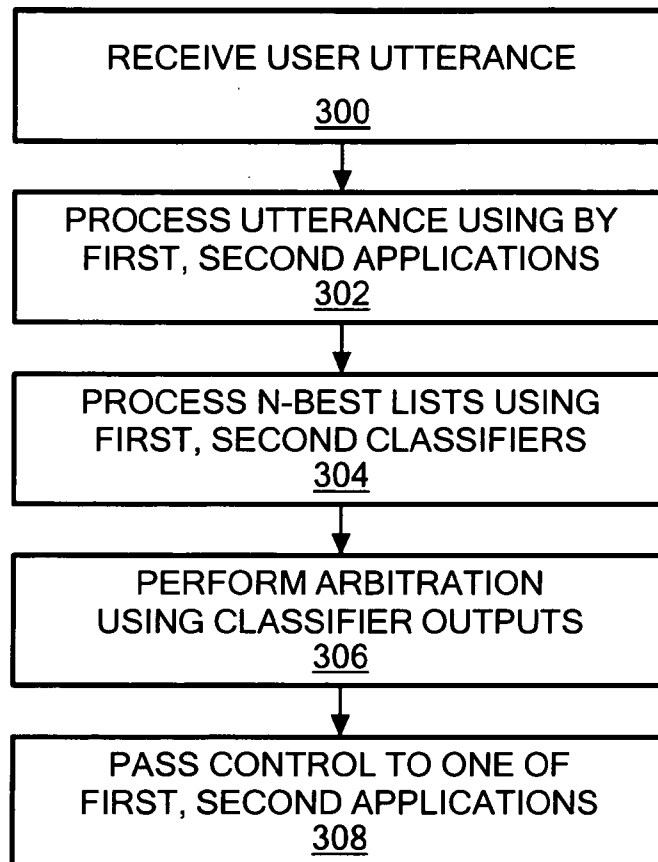 RECEIVE USER UTTERANCE
300
PROCESS UTTERANCE USING BY
FIRST, SECOND APPLICATIONS
302
PROCESS N-BEST LISTS USING
FIRST, SECOND CLASSIFIERS
304
PERFORM ARBITRATION
USING CLASSIFIER OUTPUTS
306
PASS CONTROL TO ONE OF
FIRST, SECOND APPLICATIONS
308